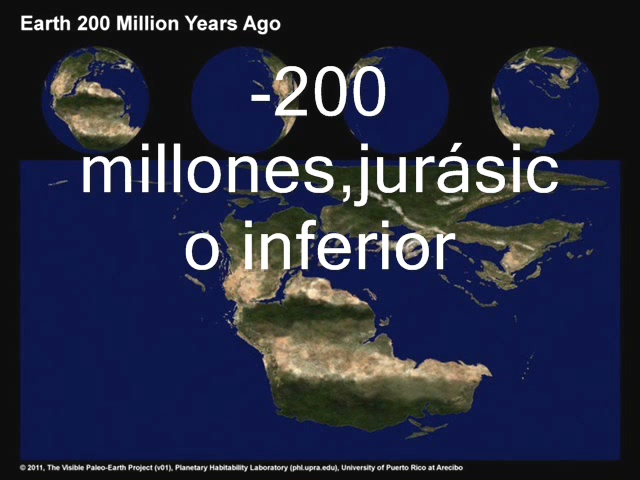 Earth 200 Million Years Ago
-200
millones,jurásic
o inferior
© 2011, The Visible Paleo-Earth Project (v01), Planetary Habitability Laboratory (phl.upra.edu), University of Puerto Rico at Arecibo